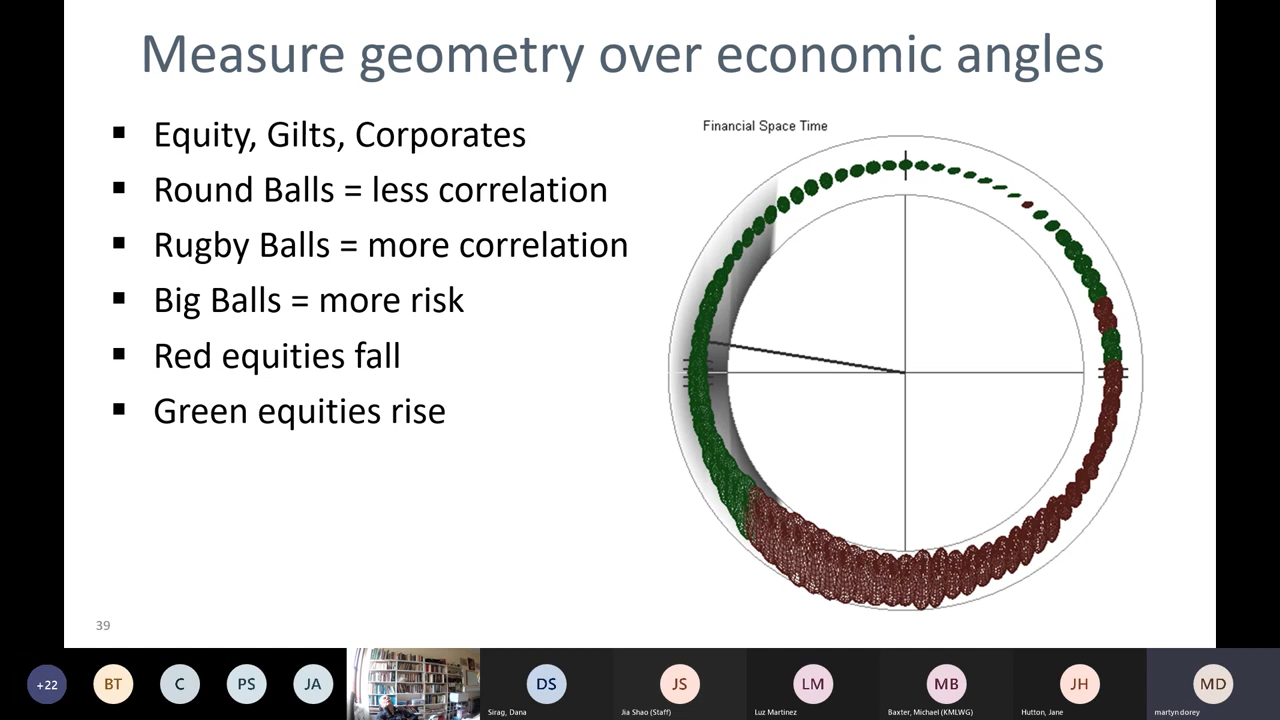 Measure geometry over economic angles
Equity, Gilts, Corporates
Round Balls = less correlation
Rugby Balls = more correlation
Big Balls = more risk
Red equities fall
Green equities rise
Financial Space Time
39
+22
BT
C
PS
JA
DS
Sirag, Dana
JS
Jia Shao (Staff)
LM
Luz Martinez
MB
Baxter, Michael (KMLWG)
JH
Hutton, Jane
MD
martyn dorey